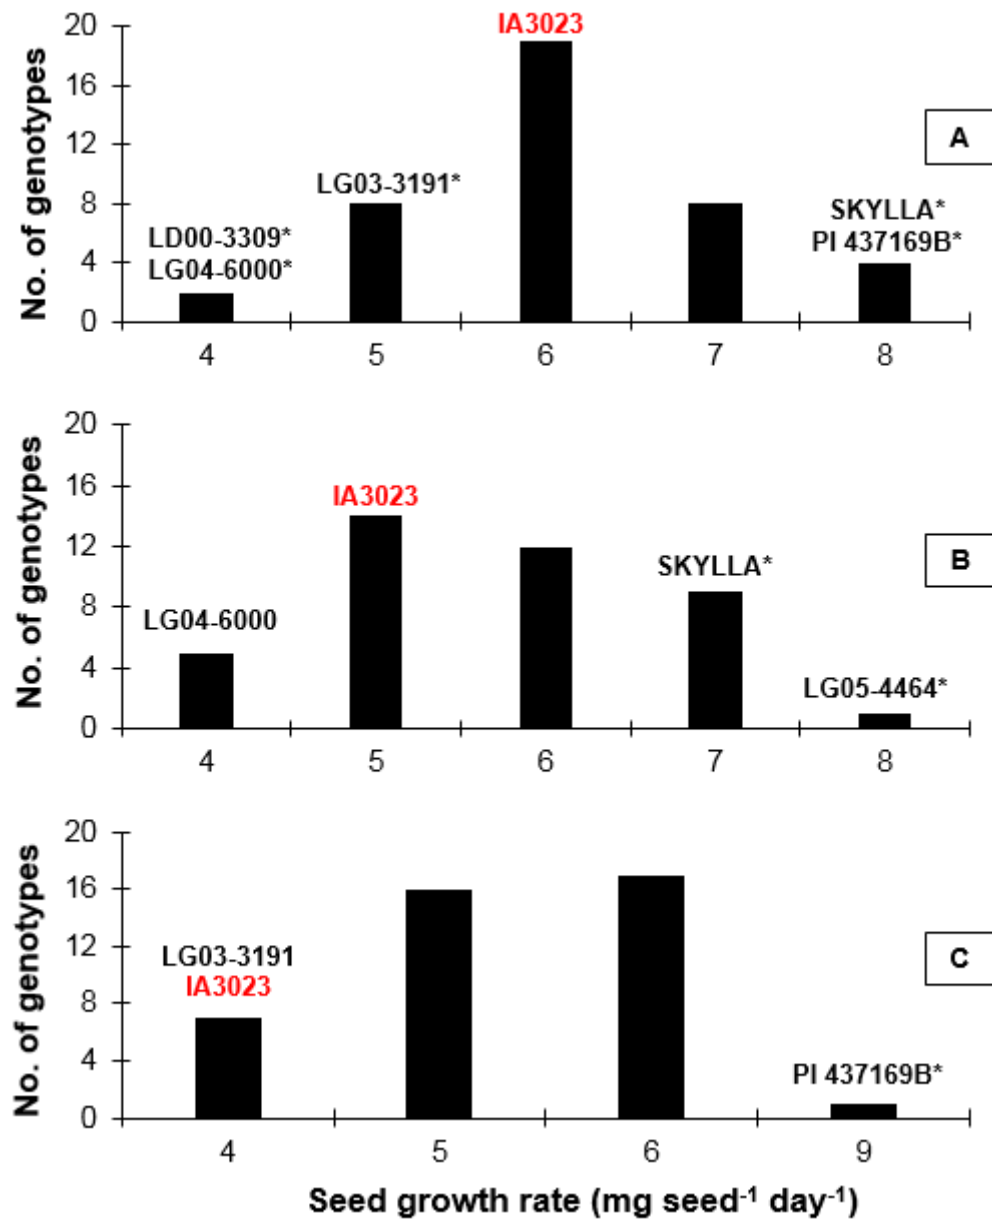 No. of genotypes
20
16
12
8
4
0
IA3023
A
LG03-3191*
SKYLLA*
LD00-3309*
PI 437169B*
LG04-6000*
4 5 6 7 8
No. of genotypes
20
16
12
8
4
0
IA3023
B
SKYLLA*
LG04-6000
LG05-4464*
4 5 6 7 8
No. of genotypes
20
16
12
8
4
0
LG03-3191
C
IA3023
PI 437169B*
4 5 6 9
Seed growth rate (mg seed⁻¹ day⁻¹)